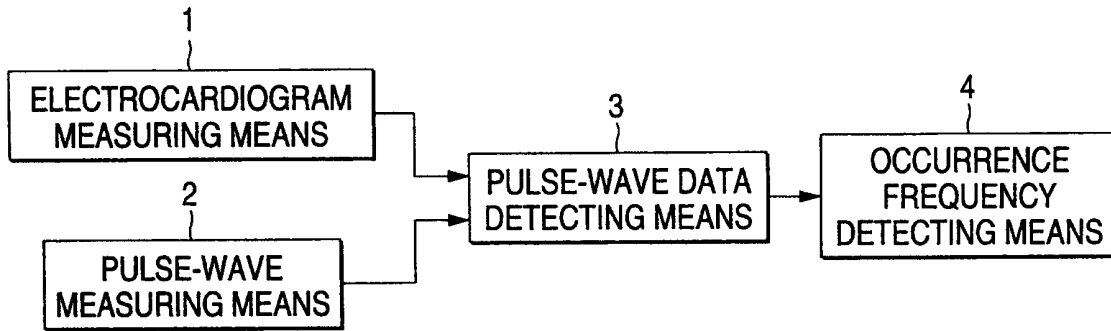 1
ELECTROCARDIOGRAM
MEASURING MEANS
2
PULSE-WAVE
MEASURING MEANS
3
PULSE-WAVE DATA
DETECTING MEANS
4
OCCURRENCE
FREQUENCY
DETECTING MEANS